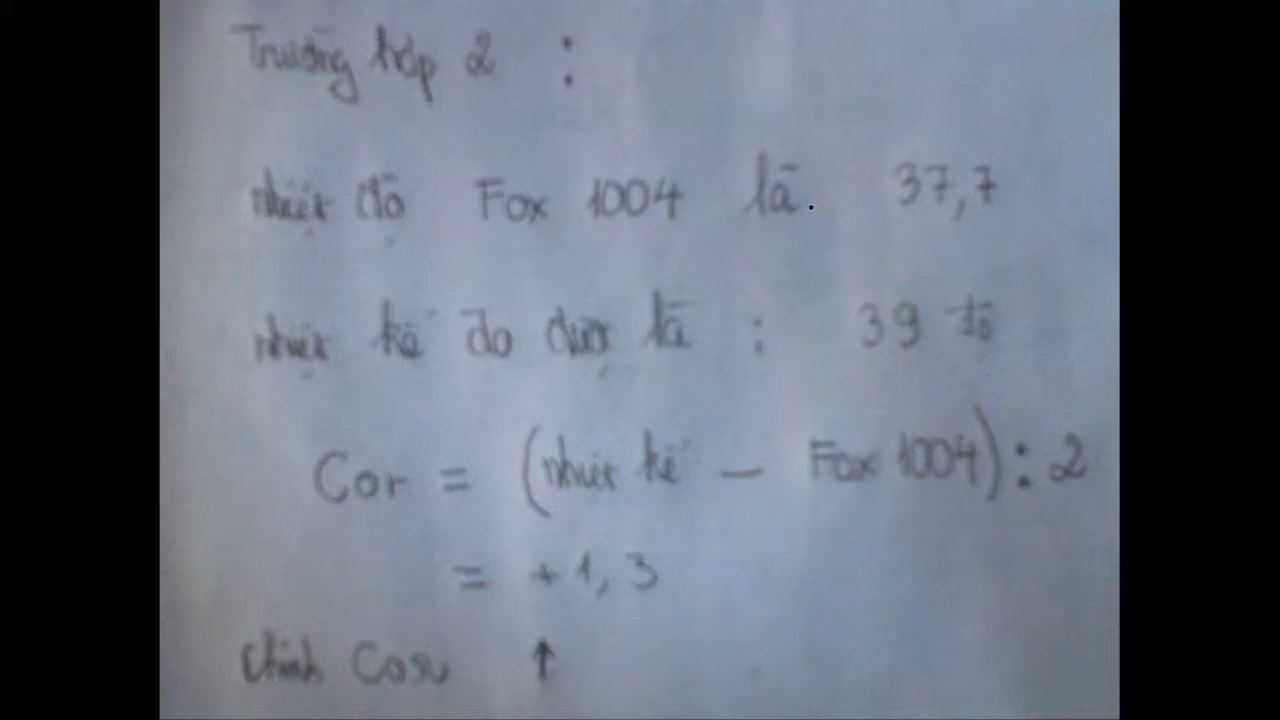 Trường hợp 2 :
nhiệt độ Fox 1004 là. 37,7
nhiệt kế đo được là : 39 độ
Cor = (nhiệt kế - Fox 1004) : 2
= +1,3
chỉnh Cor ↑